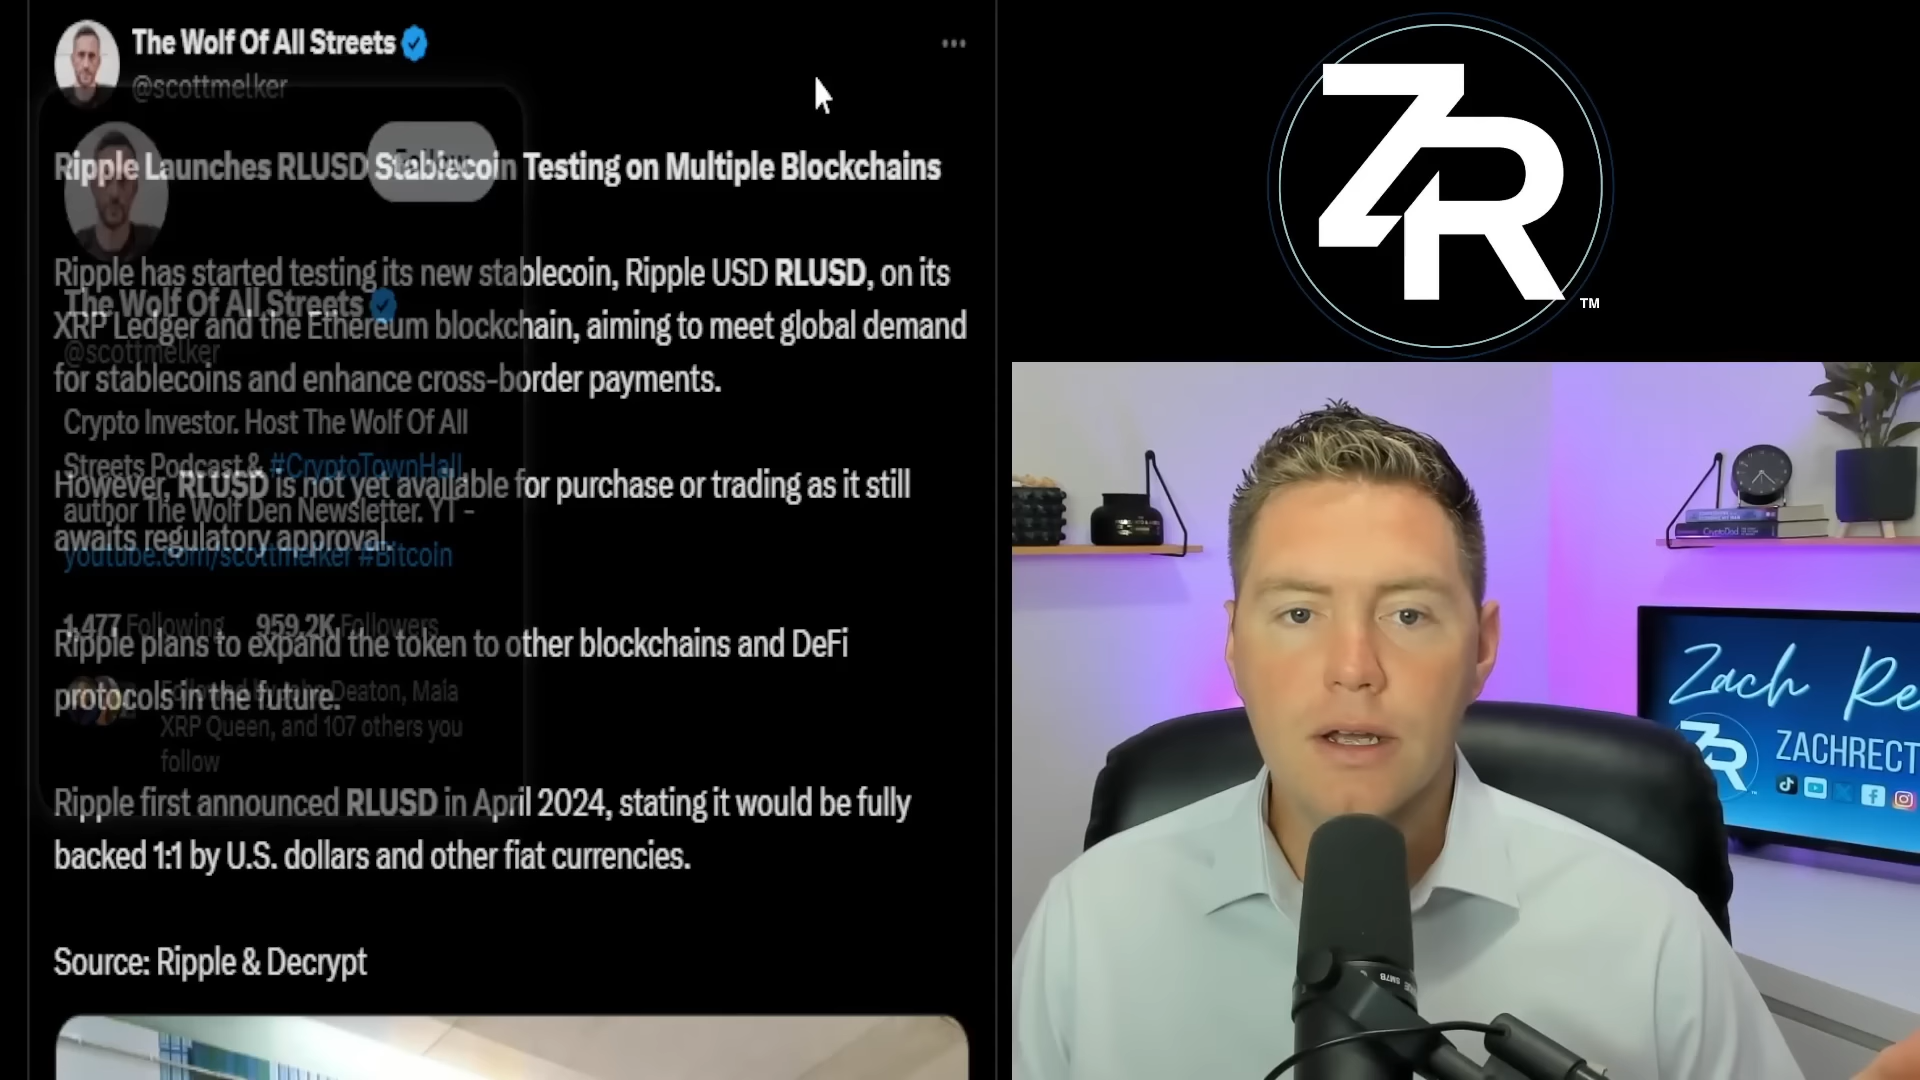 The Wolf Of All Streets
@scottmelker
Ripple Launches RLUSD Stablecoin Testing on Multiple Blockchains
Ripple has started testing its new stablecoin, Ripple USD RLUSD, on its
XRP Ledger and the Ethereum blockchain, aiming to meet global demand
for stablecoins and enhance cross-border payments.
However, RLUSD is not yet available for purchase or trading as it still
awaits regulatory approval.
Ripple plans to expand the token to other blockchains and DeFi
protocols in the future.
Ripple first announced RLUSD in April 2024, stating it would be fully
backed 1:1 by U.S. dollars and other fiat currencies.
Source: Ripple & Decrypt
The Wolf Of All Streets
@scottmelker
Crypto Investor. Host The Wolf Of All
Streets Podcast & #CryptoTownHall
author The Wolf Den Newsletter. YT -
youtube.com/scottmelker #Bitcoin
1,477 Following 959.2K Followers
Deaton, Maia
XRP Queen, and 107 others you
follow
ZR
TM
Zach Re
ZR
ZACHRECT
SM7B